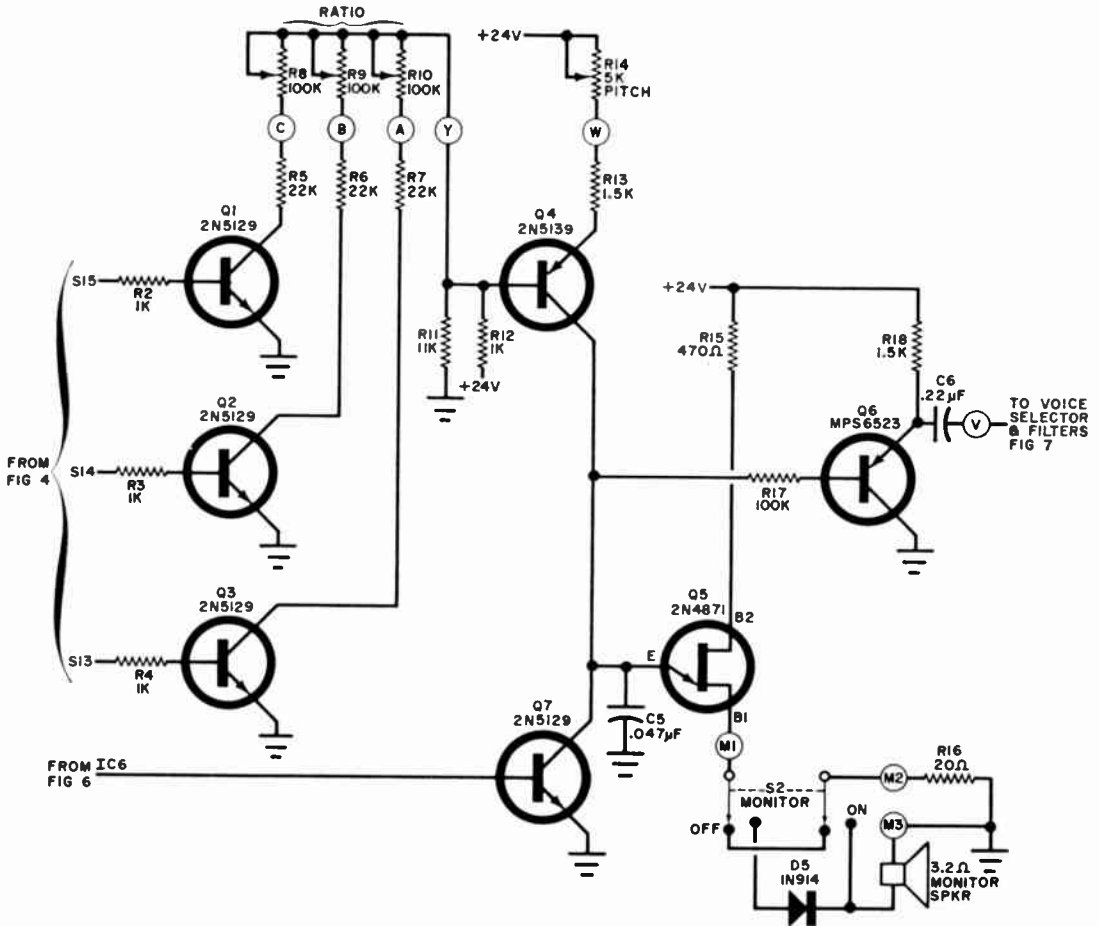 RATIO
+24V
R8
100K
R9
100K
R10
100K
R14
5K
PITCH
C
B
A
Y
W
R5
22K
R6
22K
R7
22K
R13
1.5K
Q1
2N5129
Q4
2N5139
S15
R2
1K
+24V
R11
11K
R12
1K
+24V
R15
470Ω
R18
1.5K
C6
.22µF
V
TO VOICE
SELECTOR
& FILTERS
FIG 7
Q2
2N5129
Q6
MPS6523
FROM
FIG 4
S14
R3
1K
R17
100K
Q3
2N5129
Q5
2N4871
B2
E
B1
S13
R4
1K
Q7
2N5129
C5
.047µF
M1
FROM
FIG 6
IC6
R16
20Ω
M2
S2
MONITOR
OFF
ON
M3
D5
1N914
3.2Ω
MONITOR
SPKR